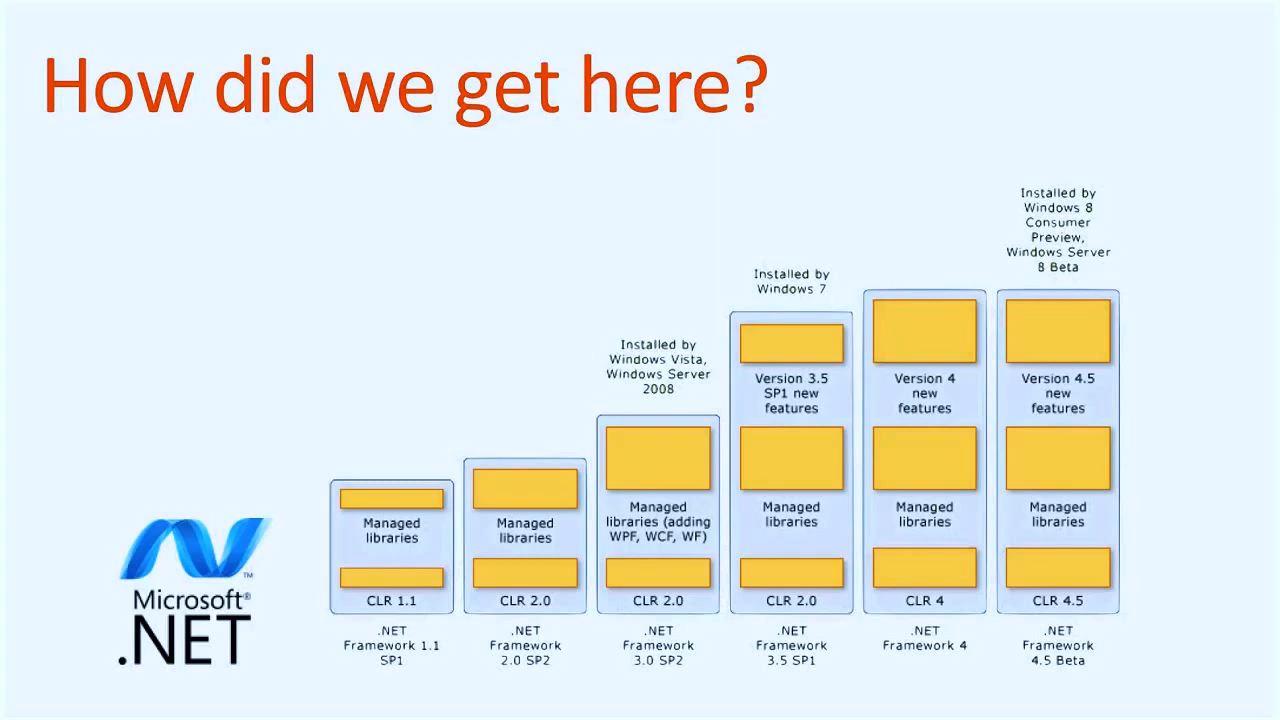 How did we get here?
Installed by
Windows 8
Consumer
Preview,
Windows Server
8 Beta
Installed by
Windows 7
Installed by
Windows Vista,
Windows Server
2008
Version 3.5
SP1 new
features
Version 4
new
features
Version 4.5
new
features
Managed
libraries
Managed
libraries
Managed
libraries (adding
WPF, WCF, WF)
Managed
libraries
Managed
libraries
Managed
libraries
CLR 1.1
CLR 2.0
CLR 2.0
CLR 2.0
CLR 4
CLR 4.5
.NET
Framework 1.1
SP1
.NET
Framework
2.0 SP2
.NET
Framework
3.0 SP2
.NET
Framework
3.5 SP1
.NET
Framework 4
.NET
Framework
4.5 Beta
TM
Microsoft®
.NET